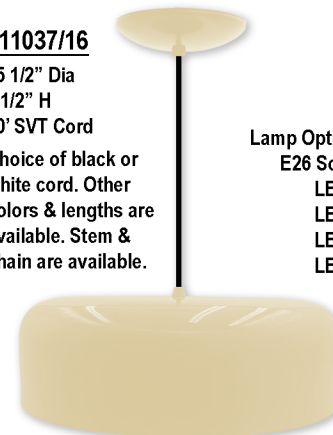 11037/16
5 1/2” Dia
1/2” H
0’ SVT Cord
hoice of black or
hite cord. Other
olors & lengths are
vailable. Stem &
hain are available.
Lamp Opt
E26 So
LE
LE
LE
LE